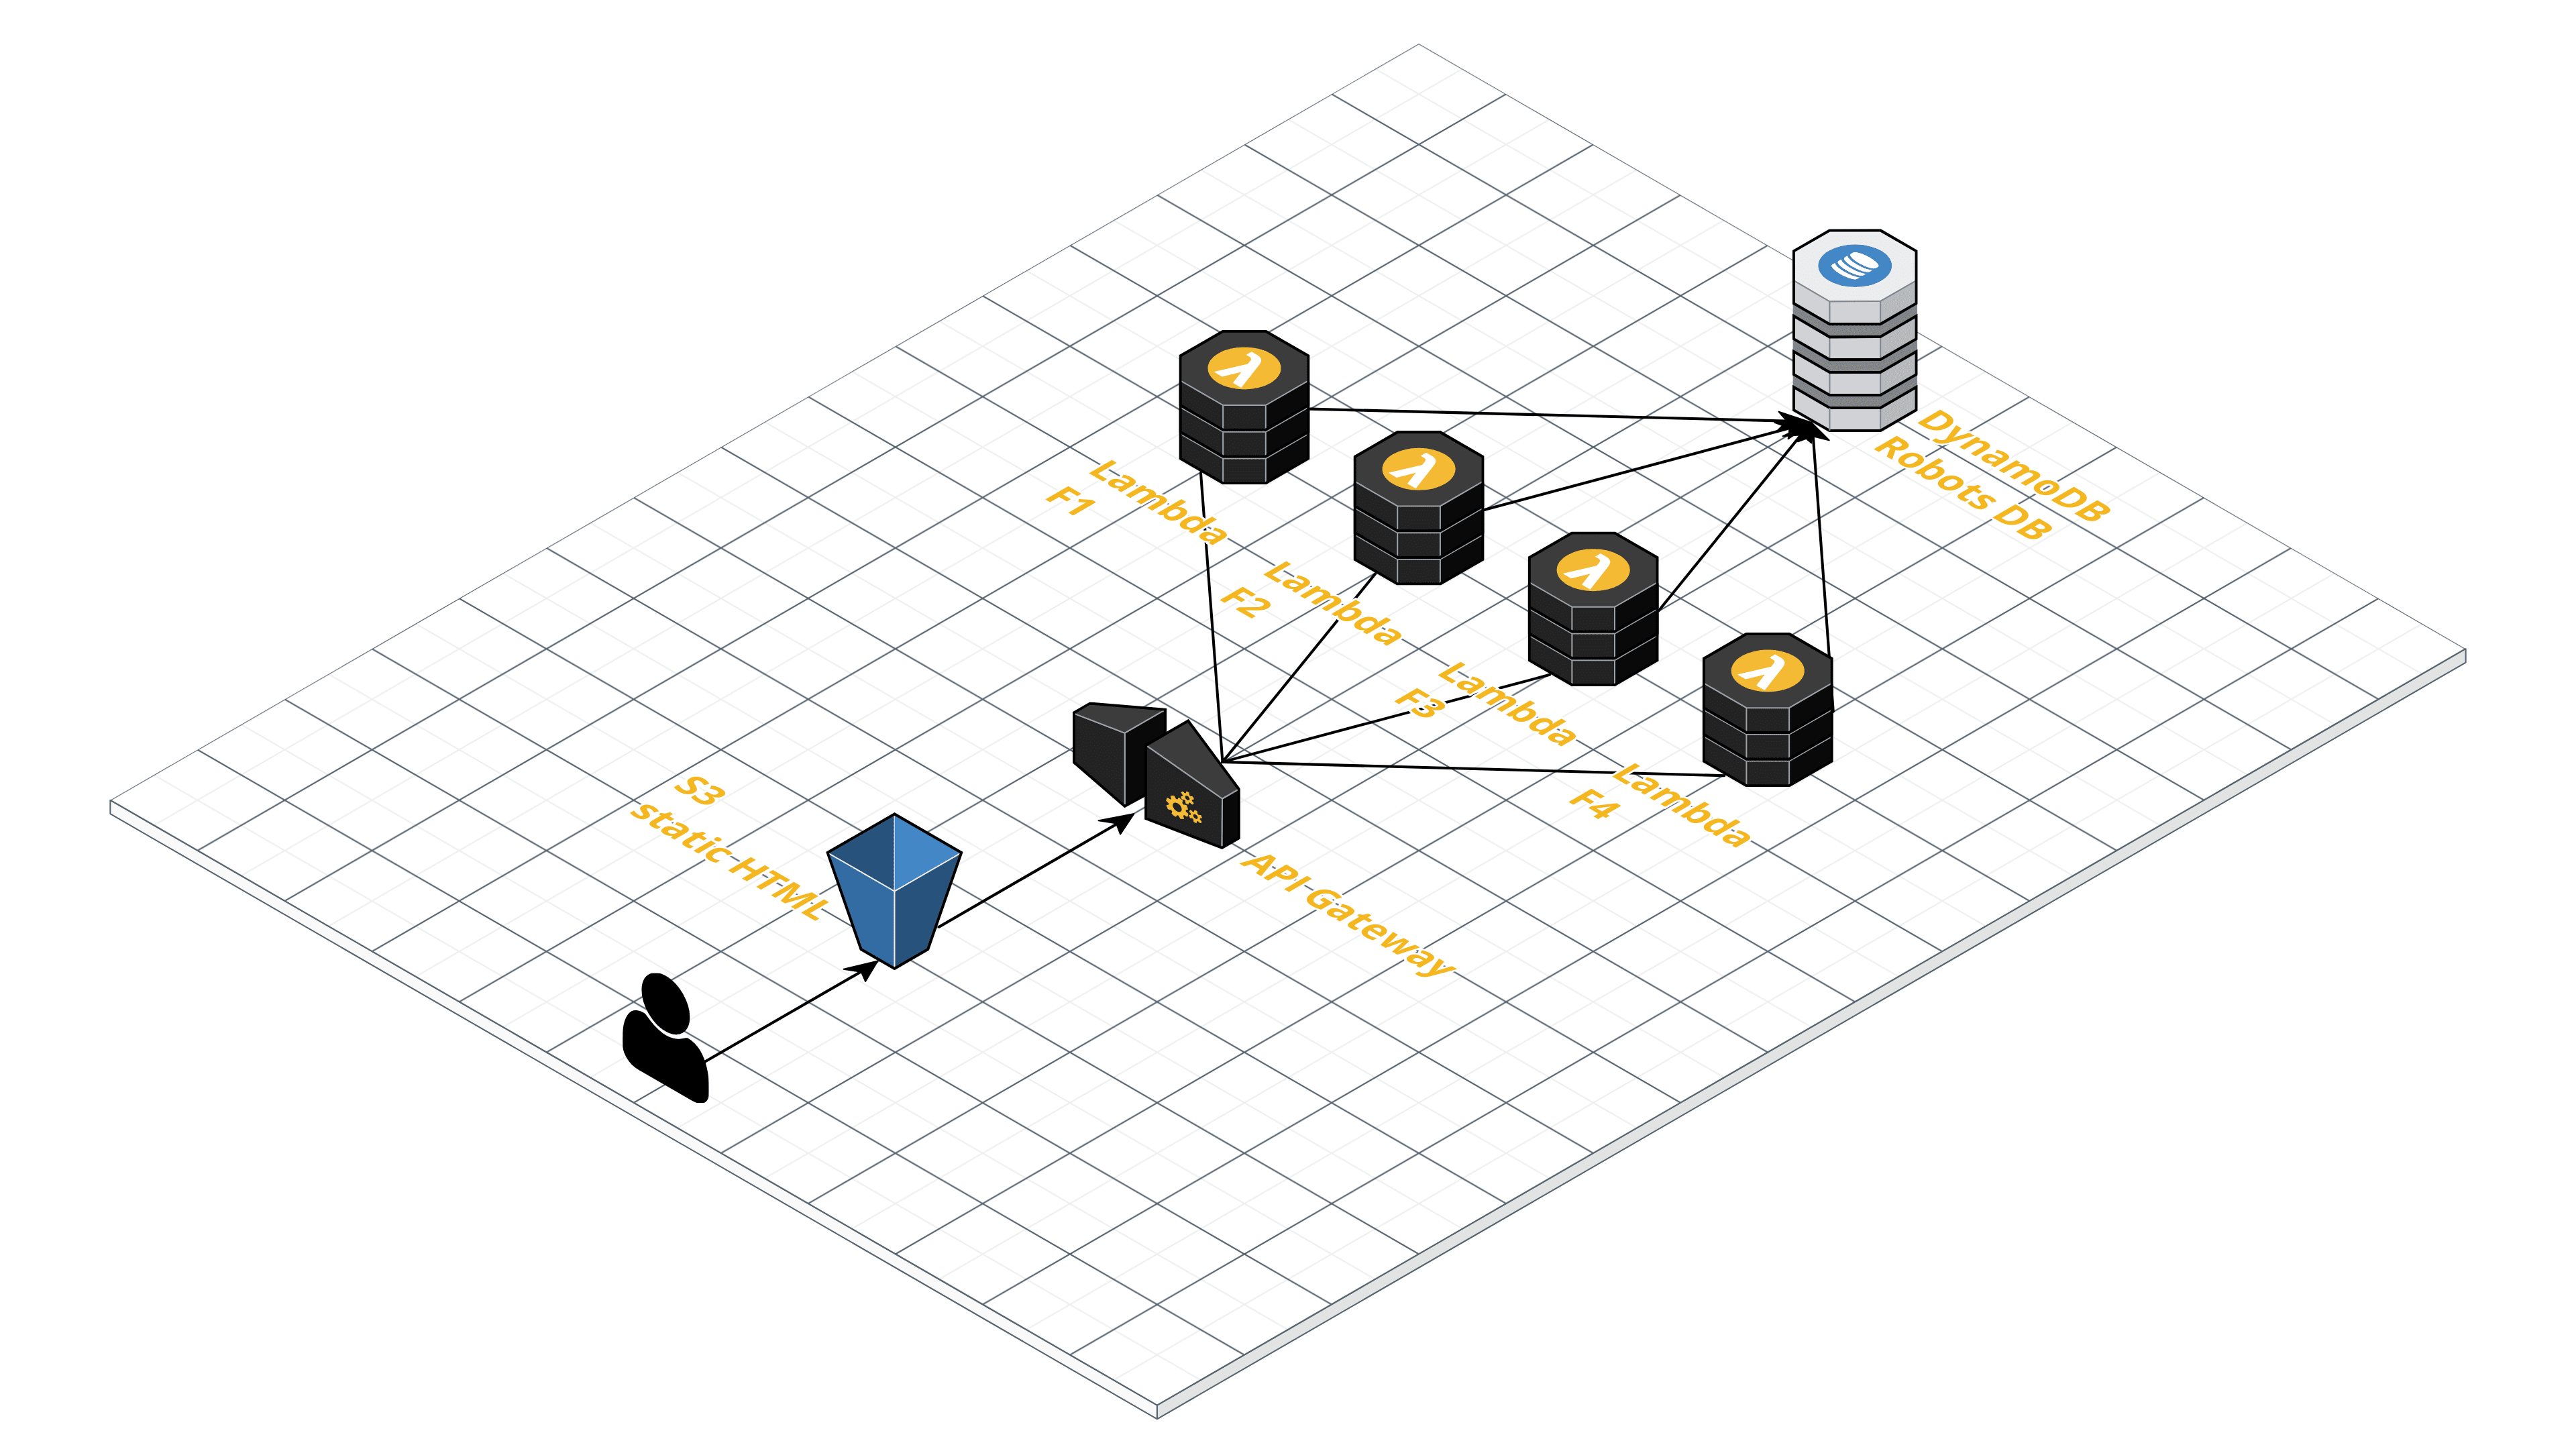 DynamoDB
Robots DB
Lambda
F1
Lambda
F2
Lambda
F3
Lambda
F4
S3
static HTML
API Gateway